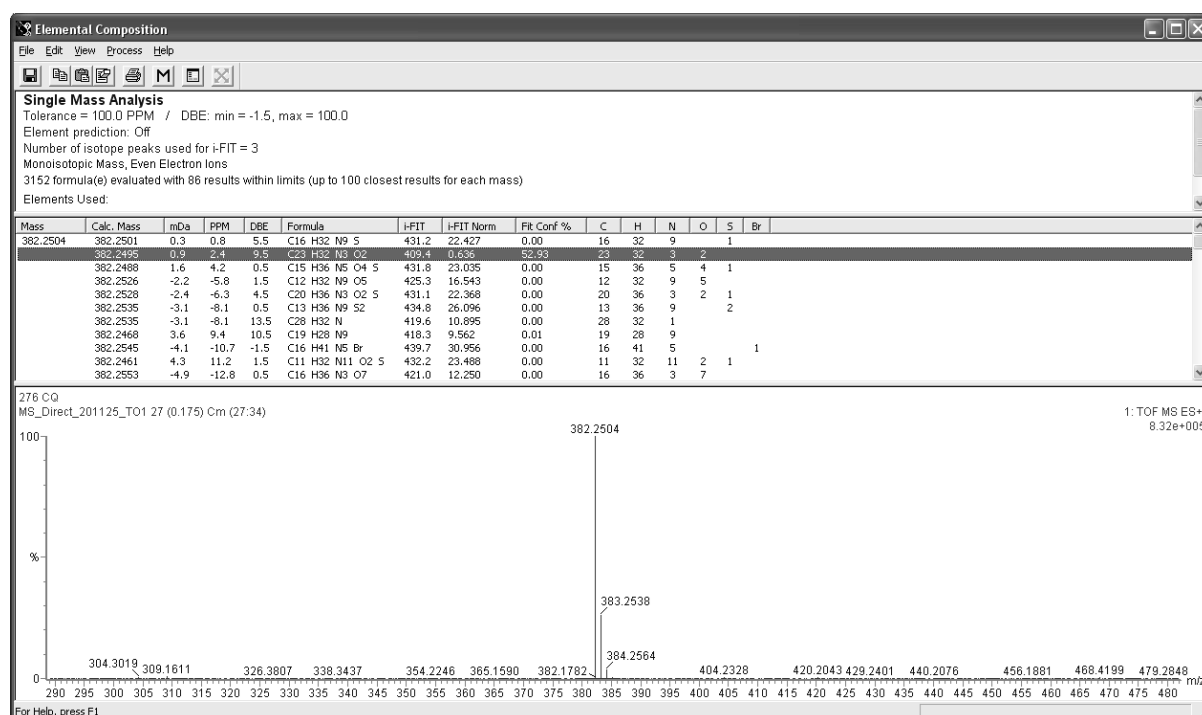 Elemental Composition
File Edit View Process Help
Single Mass Analysis
Tolerance = 100.0 PPM / DBE: min = -1.5, max = 100.0
Element prediction: Off
Number of isotope peaks used for i-FIT = 3
Monoisotopic Mass, Even Electron Ions
3152 formula(e) evaluated with 86 results within limits (up to 100 closest results for each mass)
Elements Used:
Mass Calc. Mass mDa PPM DBE Formula i-FIT i-FIT Norm Fit Conf % C H N O S Br
382.2504 382.2501 0.3 0.8 5.5 C16 H32 N9 S 431.2 22.427 0.00 16 32 9 1
382.2495 0.9 2.4 9.5 C23 H32 N3 O2 409.4 0.636 52.93 23 32 3 2
382.2488 1.6 4.2 0.5 C15 H36 N5 O4 S 431.8 23.035 0.00 15 36 5 4 1
382.2526 -2.2 -5.8 1.5 C12 H32 N9 O5 425.3 16.543 0.00 12 32 9 5
382.2528 -2.4 -6.3 4.5 C20 H36 N3 O2 S 431.1 22.368 0.00 20 36 3 2 1
382.2535 -3.1 -8.1 0.5 C13 H36 N9 S2 434.8 26.096 0.00 13 36 9 2
382.2535 -3.1 -8.1 13.5 C28 H32 N 419.6 10.895 0.00 28 32 1
382.2468 3.6 9.4 10.5 C19 H28 N9 418.3 9.562 0.01 19 28 9
382.2545 -4.1 -10.7 -1.5 C16 H41 N5 Br 439.7 30.956 0.00 16 41 5 1
382.2461 4.3 11.2 1.5 C11 H32 N11 O2 S 432.2 23.488 0.00 11 32 11 2 1
382.2553 -4.9 -12.8 0.5 C16 H36 N3 O7 421.0 12.250 0.00 16 36 3 7
276 CQ
MS_Direct_201125_TO1 27 (0.175) Cm (27:34)
1: TOF MS ES+
8.32e+005
100
%
0
382.2504
383.2538
384.2564
304.3019 309.1611 326.3807 338.3437 354.2246 365.1590 382.1782 404.2328 420.2043 429.2401 440.2076 456.1881 468.4199 479.2848
m/z
290 295 300 305 310 315 320 325 330 335 340 345 350 355 360 365 370 375 380 385 390 395 400 405 410 415 420 425 430 435 440 445 450 455 460 465 470 475 480
For Help, press F1